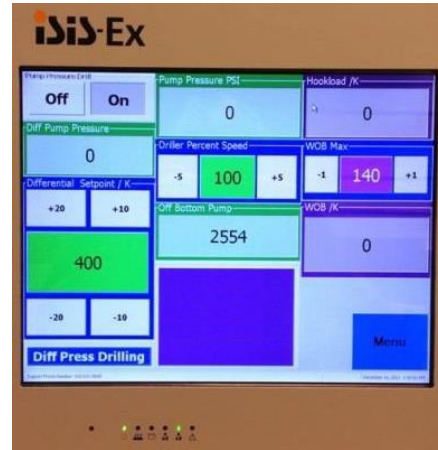 iSiS-Ex
Pump Pressure Drill
Off
On
Pump Pressure PSI
0
Hookload /K
0
Diff Pump Pressure
0
Driller Percent Speed
-5
100
+5
WOB Max
-1
140
+1
Differential Setpoint / K
+20
+10
400
-20
-10
Off Bottom Pump
2554
WOB /K
0
Menu
Diff Press Drilling